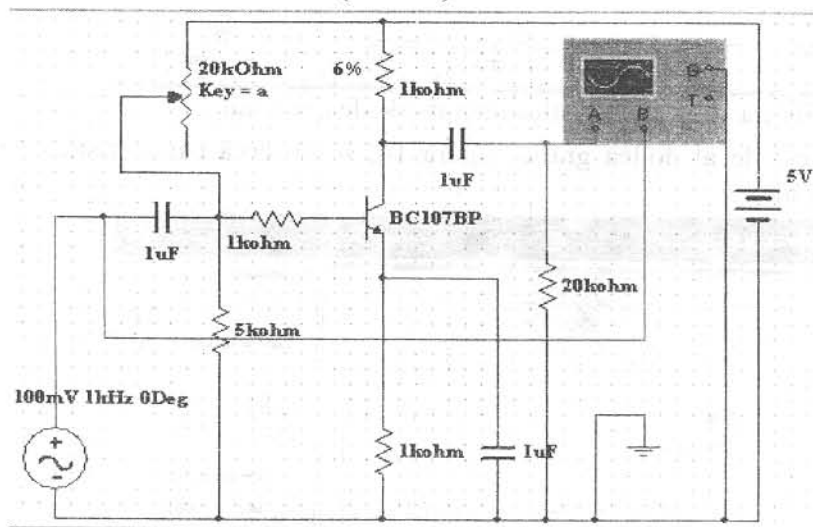 20kOhm
Key = a
6%
1kohm
G
T
A
B
1uF
5V
BC107BP
1uF
1kohm
20kohm
5kohm
100mV 1kHz 0Deg
1kohm
1uF